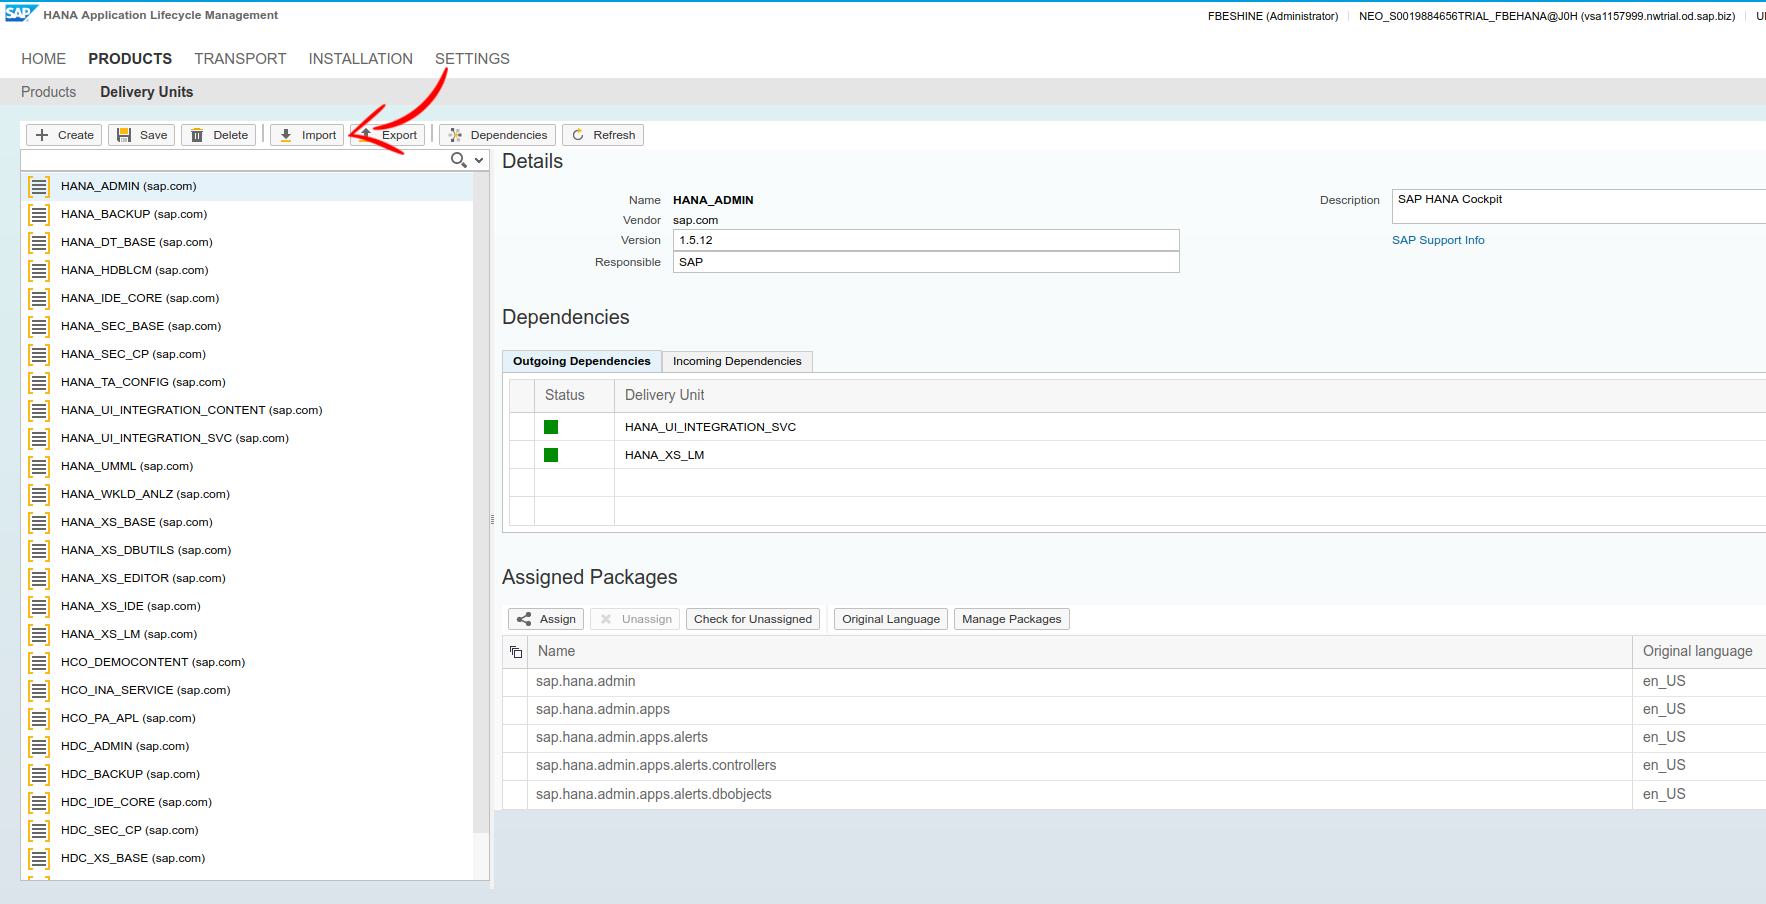 SAP HANA Application Lifecycle Management
FBESHINE (Administrator) NEO_S0019884656TRIAL_FBEHANA@J0H (vsa1157999.nwtrial.od.sap.biz)
HOME PRODUCTS TRANSPORT INSTALLATION SETTINGS
Products Delivery Units
Create Save Delete Import Export Dependencies Refresh
HANA_ADMIN (sap.com)
HANA_BACKUP (sap.com)
HANA_DT_BASE (sap.com)
HANA_HDBLCM (sap.com)
HANA_IDE_CORE (sap.com)
HANA_SEC_BASE (sap.com)
HANA_SEC_CP (sap.com)
HANA_TA_CONFIG (sap.com)
HANA_UI_INTEGRATION_CONTENT (sap.com)
HANA_UI_INTEGRATION_SVC (sap.com)
HANA_UMML (sap.com)
HANA_WKLD_ANLZ (sap.com)
HANA_XS_BASE (sap.com)
HANA_XS_DBUTILS (sap.com)
HANA_XS_EDITOR (sap.com)
HANA_XS_IDE (sap.com)
HANA_XS_LM (sap.com)
HCO_DEMOCONTENT (sap.com)
HCO_INA_SERVICE (sap.com)
HCO_PA_APL (sap.com)
HDC_ADMIN (sap.com)
HDC_BACKUP (sap.com)
HDC_IDE_CORE (sap.com)
HDC_SEC_CP (sap.com)
HDC_XS_BASE (sap.com)
Details
Name HANA_ADMIN
Vendor sap.com
Version 1.5.12
Responsible SAP
Description SAP HANA Cockpit
SAP Support Info
Dependencies
Outgoing Dependencies Incoming Dependencies
Status Delivery Unit
HANA_UI_INTEGRATION_SVC
HANA_XS_LM
Assigned Packages
Assign Unassign Check for Unassigned Original Language Manage Packages
Name Original language
sap.hana.admin en_US
sap.hana.admin.apps en_US
sap.hana.admin.apps.alerts en_US
sap.hana.admin.apps.alerts.controllers en_US
sap.hana.admin.apps.alerts.dbobjects en_US